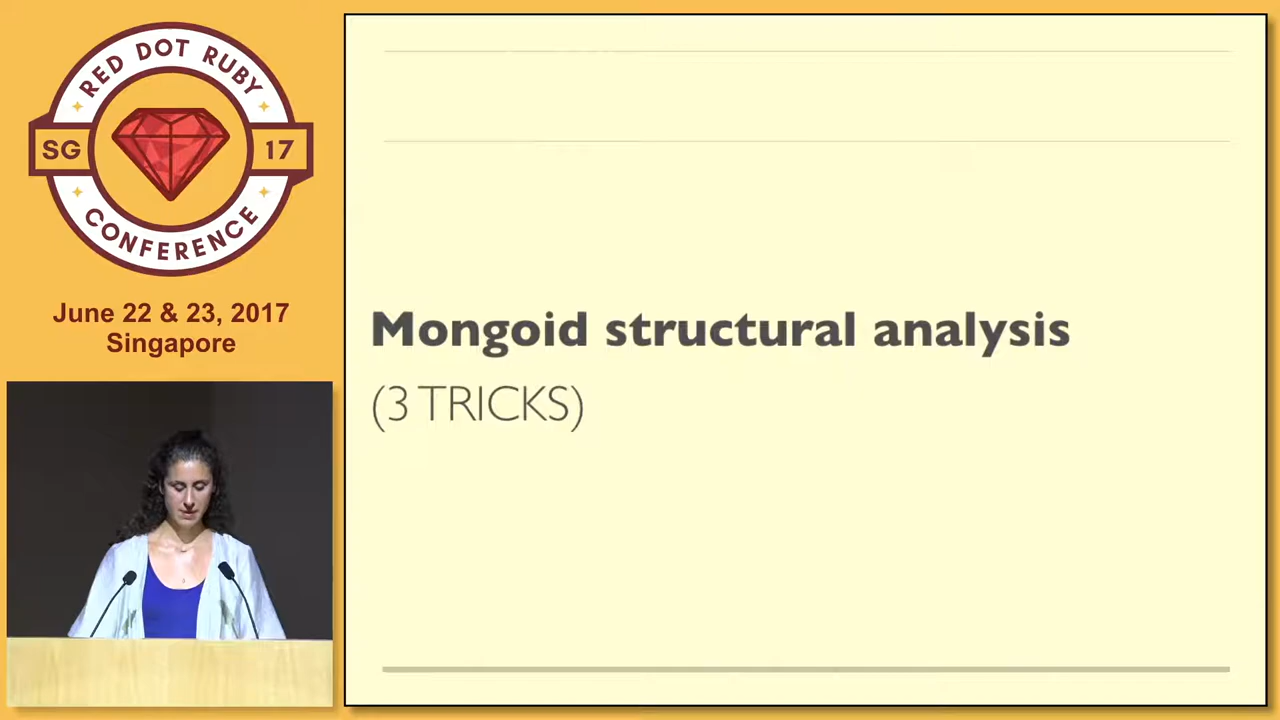 RED DOT RUBY
SG 17
CONFERENCE
June 22 & 23, 2017
Singapore
Mongoid structural analysis
(3 TRICKS)